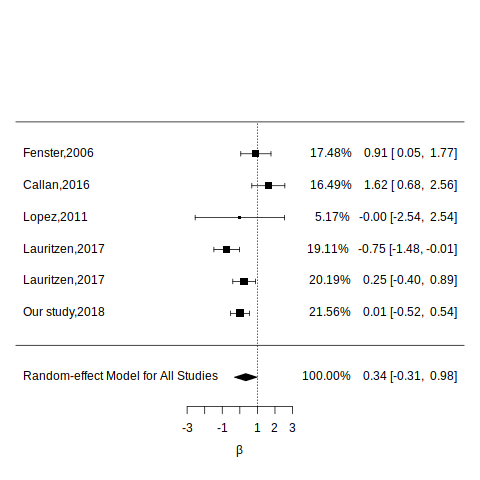 Fenster,2006 17.48% 0.91 [ 0.05, 1.77]
Callan,2016 16.49% 1.62 [ 0.68, 2.56]
Lopez,2011 5.17% -0.00 [-2.54, 2.54]
Lauritzen,2017 19.11% -0.75 [-1.48, -0.01]
Lauritzen,2017 20.19% 0.25 [-0.40, 0.89]
Our study,2018 21.56% 0.01 [-0.52, 0.54]
Random-effect Model for All Studies 100.00% 0.34 [-0.31, 0.98]
-3 -1 1 2 3
β